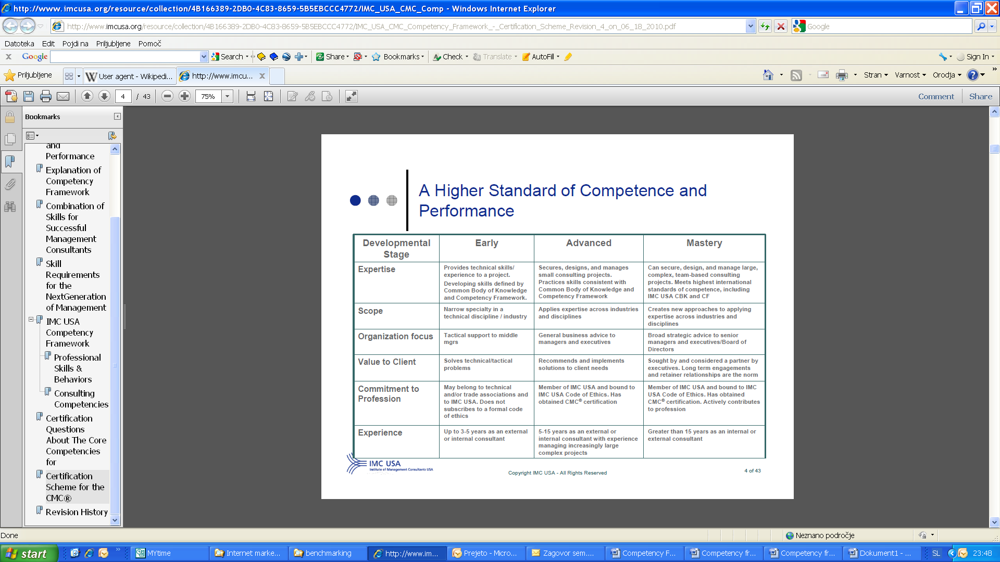 http://www.imcusa.org/resource/collection/4B166389-2DB0-4C83-8659-5B5EBCCC4772/IMC_USA_CMC_Comp - Windows Internet Explorer
http://www.imcusa.org/resource/collection/4B166389-2DB0-4C83-8659-5B5EBCCC4772/IMC_USA_CMC_Competency_Framework_-_Certification_Scheme_Revision_4_on_06_18_2010.pdf
Google
Datoteka Edit Pojdi na Priljubljene Pomoč
x Google Search Share Bookmarks Check Translate AutoFill Sign In
Priljubljene
User agent - Wikipedi...
http://www.imcu...
Stran Varnost Orodja
4 / 43 75% Comment Share
Bookmarks
and
Performance
Explanation of
Competency
Framework
Combination of
Skills for
Successful
Management
Consultants
Skill
Requirements
for the
NextGeneration
of Management
IMC USA
Competency
Framework
Professional
Skills &
Behaviors
Consulting
Competencies
Certification
Questions
About The Core
Competencies
for
Certification
Scheme for the
CMC®
Revision History
A Higher Standard of Competence and
Performance
Developmental
Stage
Early
Advanced
Mastery
Expertise
Provides technical skills/
experience to a project.
Developing skills defined by
Common Body of Knowledge
and Competency Framework.
Secures, designs, and manages
small consulting projects.
Practices skills consistent with
Common Body of Knowledge and
Competency Framework
Can secure, design, and manage large,
complex, team-based consulting
projects. Meets highest international
standards of competence, including
IMC USA CBK and CF
Scope
Narrow specialty in a
technical discipline / industry
Applies expertise across industries
and disciplines
Creates new approaches to applying
expertise across industries and
disciplines
Organization focus
Tactical support to middle
mgrs
General business advice to
managers and executives
Broad strategic advice to senior
managers and executives/Board of
Directors
Value to Client
Solves technical/tactical
problems
Recommends and implements
solutions to client needs
Sought by and considered a partner by
executives. Long term engagements
and retainer relationships are the norm
Commitment to
Profession
May belong to technical
and/or trade associations and
to IMC USA. Does not
subscribes to a formal code
of ethics
Member of IMC USA and bound to
IMC USA Code of Ethics. Has
obtained CMC® certification
Member of IMC USA and bound to IMC
USA Code of Ethics. Has obtained
CMC® certification. Actively contributes
to profession
Experience
Up to 3-5 years as an external
or internal consultant
5-15 years as an external or
internal consultant with experience
managing increasingly large
complex projects
Greater than 15 years as an internal or
external consultant
IMC USA
Institute of Management Consultants USA
Copyright IMC USA - All Rights Reserved
4 of 43
Done
Neznano področje
start
MYtime
Internet marke...
benchmarking
http://www.im...
Prejeto - Micro...
Zagovor sem....
Competency F...
Competency fr...
Competency fr...
Dokument1 - ...
SL
23:48